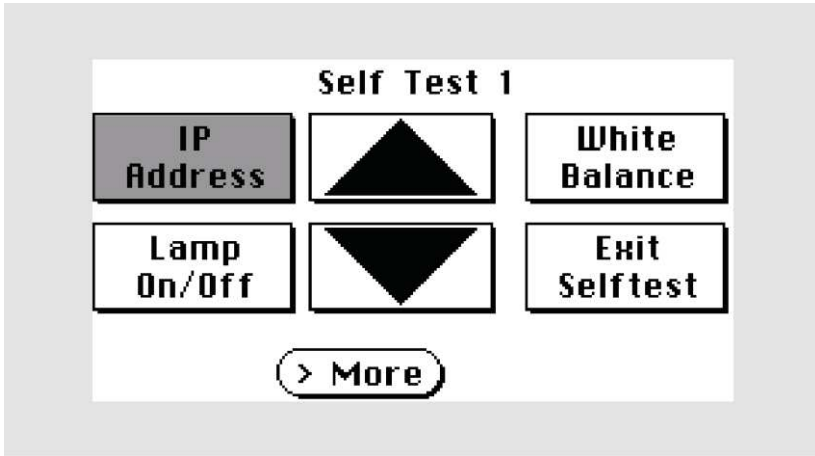 Self Test 1
IP
Address
White
Balance
Lamp
On/Off
Exit
Selftest
> More